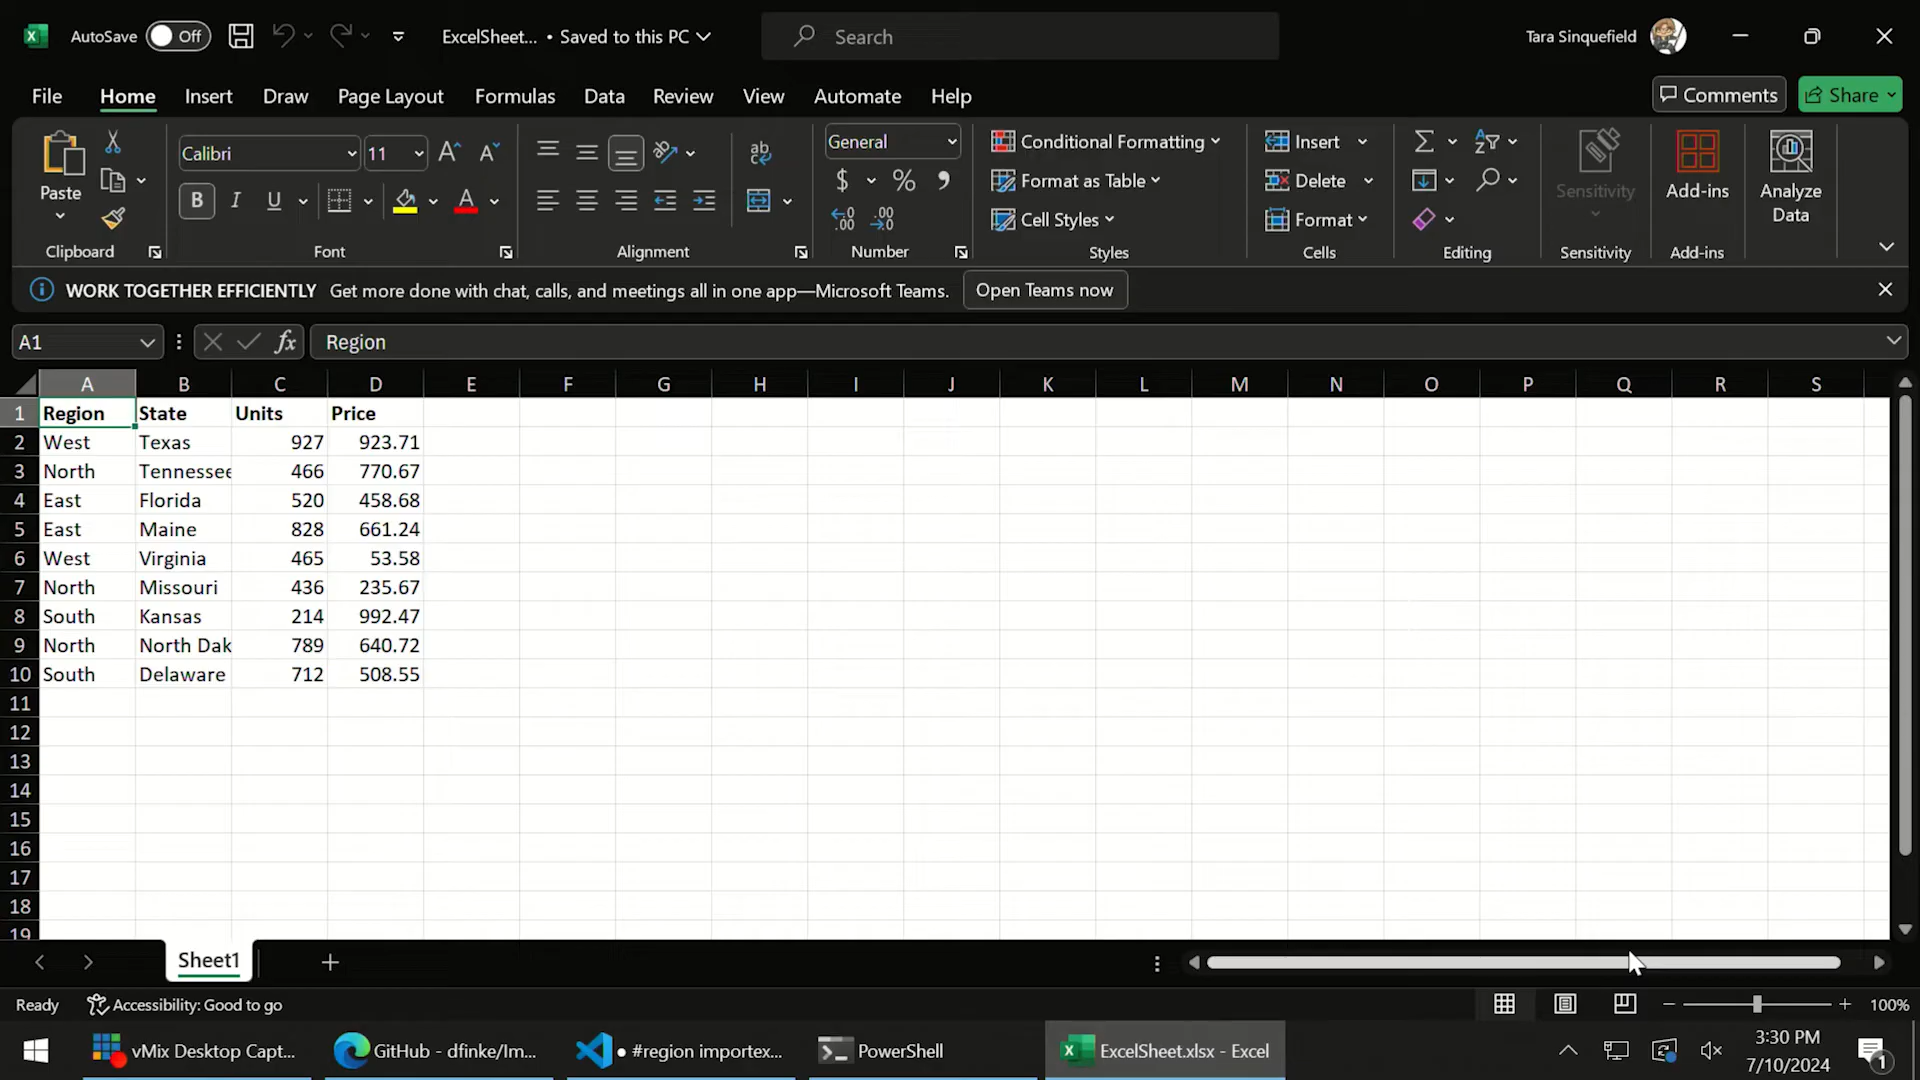 AutoSave Off ExcelSheet... • Saved to this PC Search Tara Sinquefield
File Home Insert Draw Page Layout Formulas Data Review View Automate Help Comments Share
Paste Calibri 11 B I U A ab General $ % Conditional Formatting Format as Table Cell Styles Insert Delete Format Sensitivity Add-ins Analyze Data
Clipboard Font Alignment Number Styles Cells Editing Sensitivity Add-ins
WORK TOGETHER EFFICIENTLY Get more done with chat, calls, and meetings all in one app—Microsoft Teams. Open Teams now
A1 fx Region
A B C D E F G H I J K L M N O P Q R S
1 Region State Units Price
2 West Texas 927 923.71
3 North Tennessee 466 770.67
4 East Florida 520 458.68
5 East Maine 828 661.24
6 West Virginia 465 53.58
7 North Missouri 436 235.67
8 South Kansas 214 992.47
9 North North Dak 789 640.72
10 South Delaware 712 508.55
11
12
13
14
15
16
17
18
19
Sheet1
Ready Accessibility: Good to go 100%
vMix Desktop Capt... GitHub - dfinke/Im... • #region importex... PowerShell ExcelSheet.xlsx - Excel 3:30 PM
7/10/2024 1